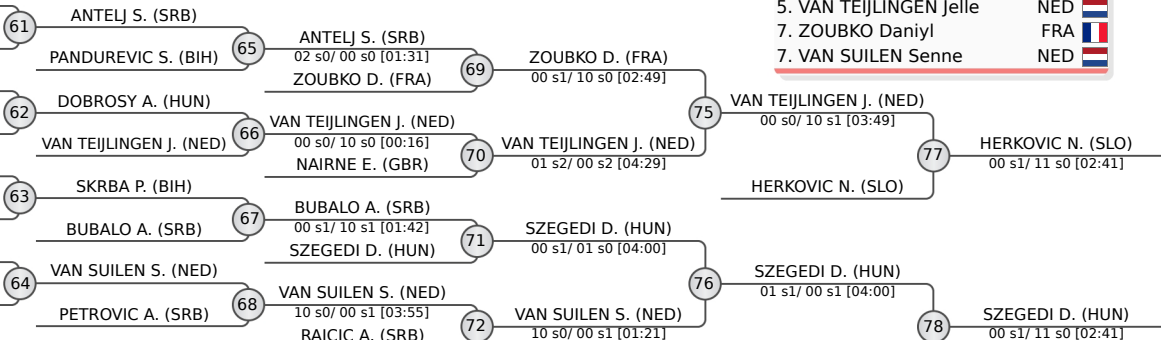 5. VAN TEIJLINGEN Jelle NED
7. ZOUBKO Daniyl FRA
7. VAN SUILEN Senne NED
61
ANTELJ S. (SRB)
PANDUREVIC S. (BIH)
62
DOBROSY A. (HUN)
VAN TEIJLINGEN J. (NED)
63
SKRBA P. (BIH)
BUBALO A. (SRB)
64
VAN SUILEN S. (NED)
PETROVIC A. (SRB)
65
ANTELJ S. (SRB)
02 s0/ 00 s0 [01:31]
ZOUBKO D. (FRA)
66
VAN TEIJLINGEN J. (NED)
00 s0/ 10 s0 [00:16]
NAIRNE E. (GBR)
67
BUBALO A. (SRB)
00 s1/ 10 s1 [01:42]
SZEGEDI D. (HUN)
68
VAN SUILEN S. (NED)
10 s0/ 00 s1 [03:55]
RAICIC A. (SRB)
69
ZOUBKO D. (FRA)
00 s1/ 10 s0 [02:49]
70
VAN TEIJLINGEN J. (NED)
01 s2/ 00 s2 [04:29]
71
SZEGEDI D. (HUN)
00 s1/ 01 s0 [04:00]
72
VAN SUILEN S. (NED)
10 s0/ 00 s1 [01:21]
75
VAN TEIJLINGEN J. (NED)
00 s0/ 10 s1 [03:49]
HERKOVIC N. (SLO)
76
SZEGEDI D. (HUN)
01 s1/ 00 s1 [04:00]
77
HERKOVIC N. (SLO)
00 s1/ 11 s0 [02:41]
78
SZEGEDI D. (HUN)
00 s1/ 11 s0 [02:41]